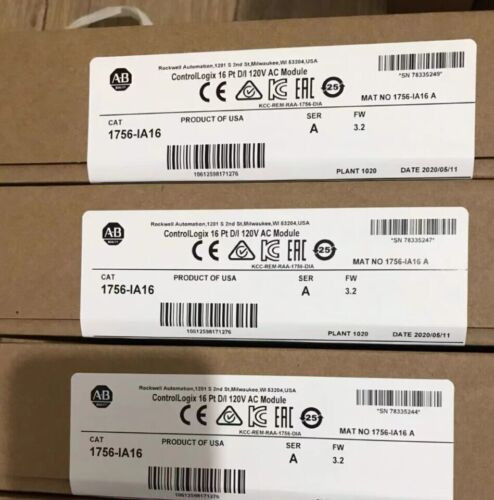 Rockwell Automation,1201 S 2nd St,Milwaukee,WI 53204,USA
ControlLogix 16 Pt D/I 120V AC Module
AB
CE EAC 25
KCC-REM-RAA-1756-DIA
*SN 78335249*
MAT NO 1756-IA16 A
CAT PRODUCT OF USA SER FW
1756-IA16 A 3.2
10612598171276
PLANT 1020 DATE 2020/05/11
Rockwell Automation,1201 S 2nd St,Milwaukee,WI 53204,USA
ControlLogix 16 Pt D/I 120V AC Module
AB
CE EAC 25
KCC-REM-RAA-1756-DIA
*SN 78335247*
MAT NO 1756-IA16 A
CAT PRODUCT OF USA SER FW
1756-IA16 A 3.2
10612598171276
PLANT 1020 DATE 2020/05/11
Rockwell Automation,1201 S 2nd St,Milwaukee,WI 53204,USA
ControlLogix 16 Pt D/I 120V AC Module
AB
CE EAC 25
KCC-REM-RAA-1756-DIA
*SN 78335244*
MAT NO 1756-IA16 A
CAT PRODUCT OF USA SER FW
1756-IA16 A 3.2